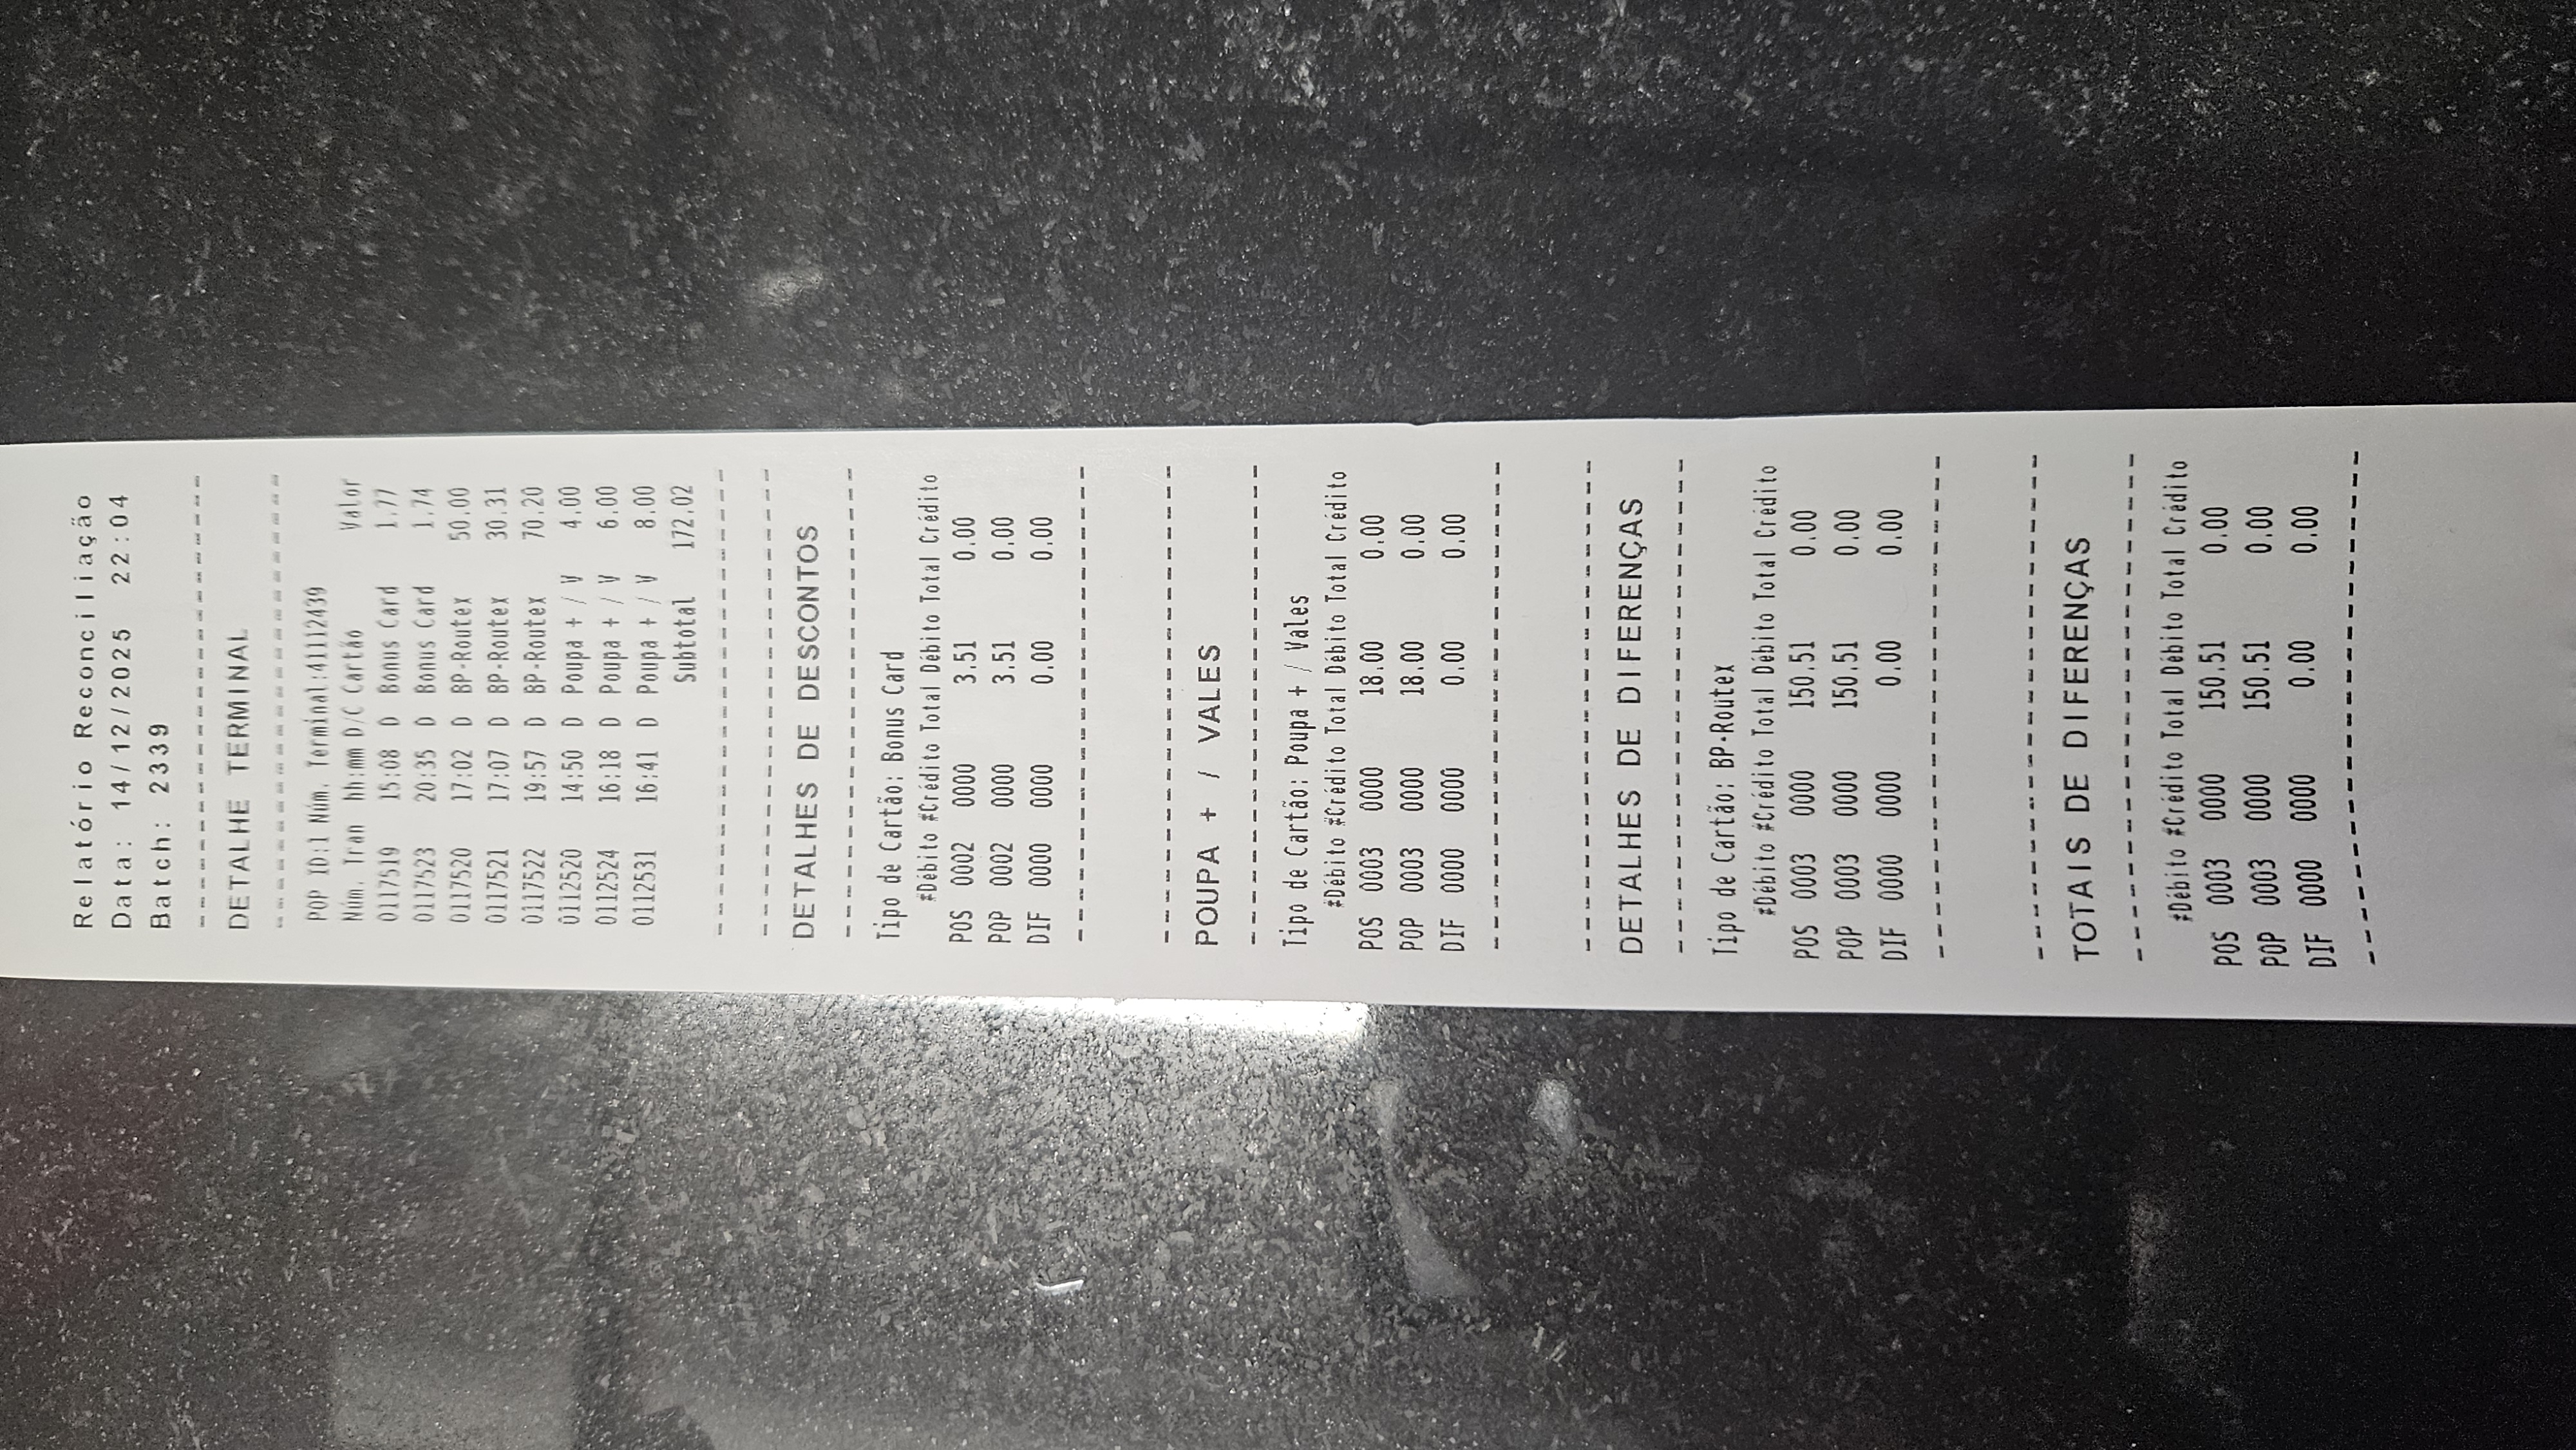 Relatório Reconciliação
Data: 14/12/2025 22:04
Batch: 2339
--------------------------------
DETALHE TERMINAL
================================
POP ID:1 Núm. Terminal:41112439
Núm. Tran hh:mm D/C Cartão Valor
0117519 15:08 D Bonus Card 1.77
0117523 20:35 D Bonus Card 1.74
0117520 17:02 D BP-Routex 50.00
0117521 17:07 D BP-Routex 30.31
0117522 19:57 D BP-Routex 70.20
0112520 14:50 D Poupa + / V 4.00
0112524 16:18 D Poupa + / V 6.00
0112531 16:41 D Poupa + / V 8.00
Subtotal 172.02
--------------------------------
--------------------------------
DETALHES DE DESCONTOS
--------------------------------
Tipo de Cartão: Bonus Card
#Débito #Crédito Total Débito Total Crédito
POS 0002 0000 3.51 0.00
POP 0002 0000 3.51 0.00
DIF 0000 0000 0.00 0.00
--------------------------------
--------------------------------
POUPA + / VALES
--------------------------------
Tipo de Cartão: Poupa + / Vales
#Débito #Crédito Total Débito Total Crédito
POS 0003 0000 18.00 0.00
POP 0003 0000 18.00 0.00
DIF 0000 0000 0.00 0.00
--------------------------------
--------------------------------
DETALHES DE DIFERENÇAS
--------------------------------
Tipo de Cartão: BP-Routex
#Débito #Crédito Total Débito Total Crédito
POS 0003 0000 150.51 0.00
POP 0003 0000 150.51 0.00
DIF 0000 0000 0.00 0.00
--------------------------------
--------------------------------
TOTAIS DE DIFERENÇAS
--------------------------------
#Débito #Crédito Total Débito Total Crédito
POS 0003 0000 150.51 0.00
POP 0003 0000 150.51 0.00
DIF 0000 0000 0.00 0.00
--------------------------------